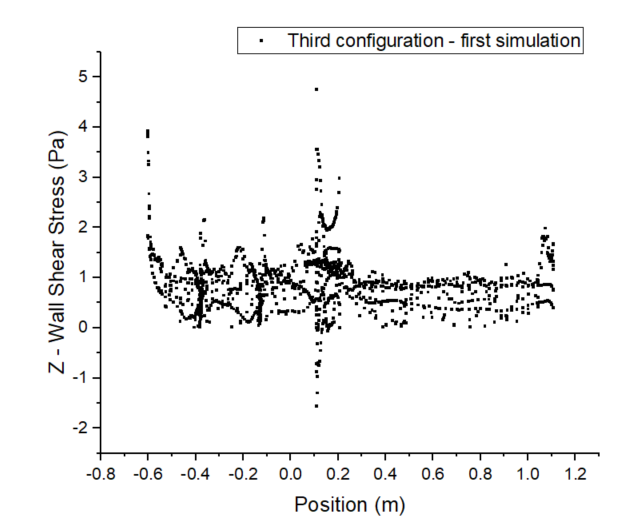 Third configuration - first simulation
5
4
3
2
1
0
-1
-2
Z - Wall Shear Stress (Pa)
-0.8 -0.6 -0.4 -0.2 0.0 0.2 0.4 0.6 0.8 1.0 1.2
Position (m)